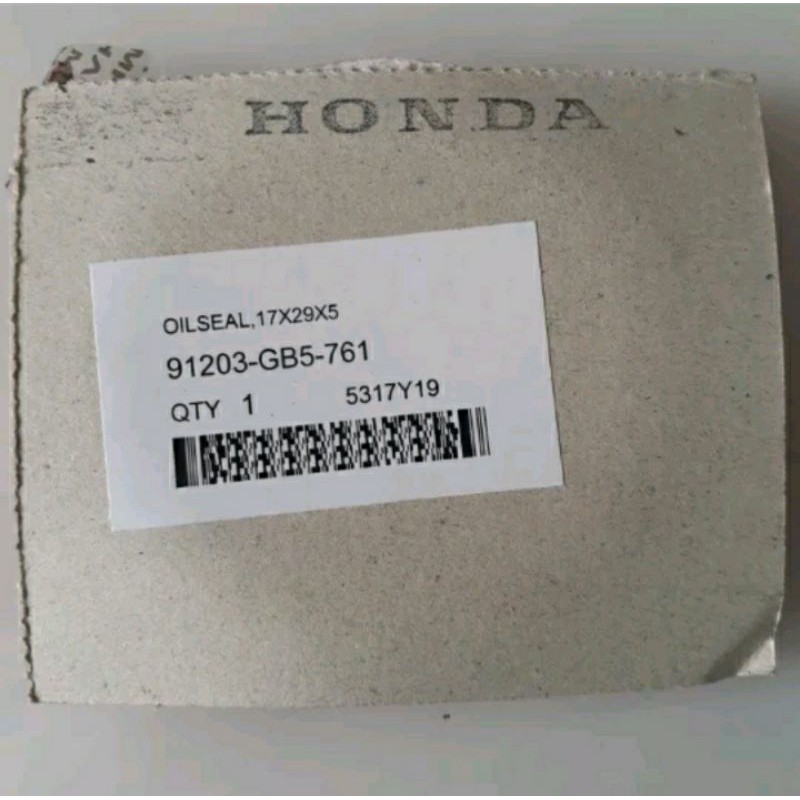 HONDA
OILSEAL,17X29X5
91203-GB5-761
QTY 1 5317Y19